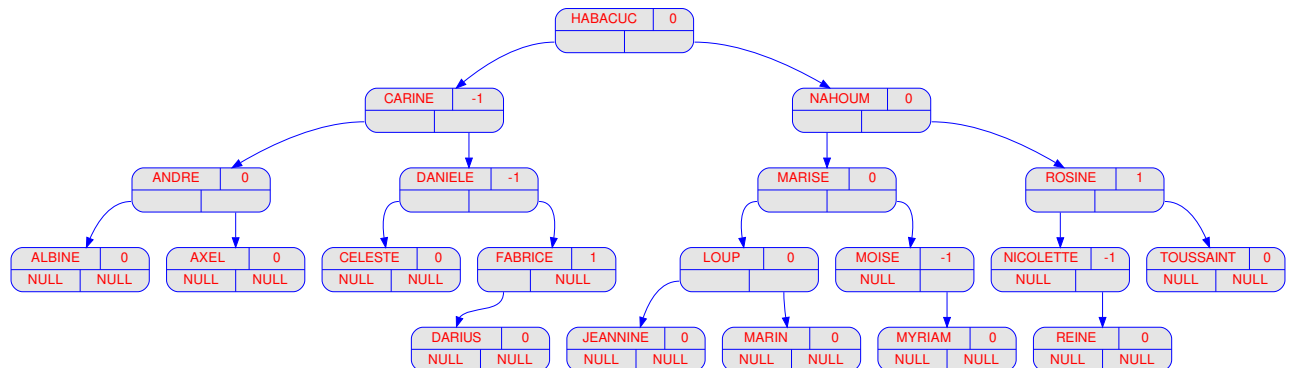 HABACUC 0
CARINE -1
NAHOUM 0
ANDRE 0
DANIELE -1
MARISE 0
ROSINE 1
ALBINE 0
NULL NULL
AXEL 0
NULL NULL
CELESTE 0
NULL NULL
FABRICE 1
NULL
LOUP 0
MOISE -1
NULL
NICOLETTE -1
NULL
TOUSSAINT 0
NULL NULL
DARIUS 0
NULL NULL
JEANNINE 0
NULL NULL
MARIN 0
NULL NULL
MYRIAM 0
NULL NULL
REINE 0
NULL NULL